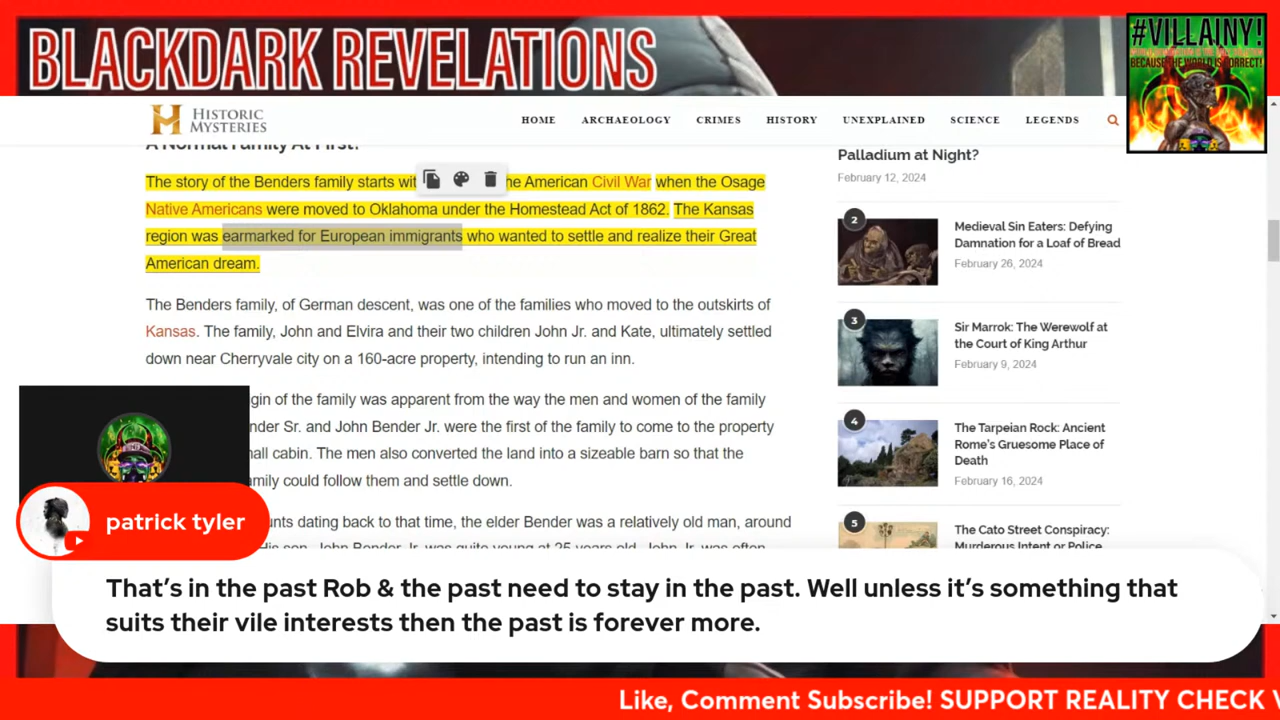 BLACKDARK REVELATIONS
#VILLAINY!
BECAUSE THE WORLD IS CORRECT!
HISTORIC
MYSTERIES
HOME ARCHAEOLOGY CRIMES HISTORY UNEXPLAINED SCIENCE LEGENDS
A Normal Family At First?
The story of the Benders family starts wit he American Civil War when the Osage
Native Americans were moved to Oklahoma under the Homestead Act of 1862. The Kansas
region was earmarked for European immigrants who wanted to settle and realize their Great
American dream.
The Benders family, of German descent, was one of the families who moved to the outskirts of
Kansas. The family, John and Elvira and their two children John Jr. and Kate, ultimately settled
down near Cherryvale city on a 160-acre property, intending to run an inn.
gin of the family was apparent from the way the men and women of the family
nder Sr. and John Bender Jr. were the first of the family to come to the property
all cabin. The men also converted the land into a sizeable barn so that the
mily could follow them and settle down.
unts dating back to that time, the elder Bender was a relatively old man, around
His son, John Bender Jr. was quite young at 25 years old. John Jr. was often
Palladium at Night?
February 12, 2024
2
Medieval Sin Eaters: Defying
Damnation for a Loaf of Bread
February 26, 2024
3
Sir Marrok: The Werewolf at
the Court of King Arthur
February 9, 2024
4
The Tarpeian Rock: Ancient
Rome's Gruesome Place of
Death
February 16, 2024
5
The Cato Street Conspiracy:
Murderous Intent or Police
patrick tyler
That's in the past Rob & the past need to stay in the past. Well unless it's something that
suits their vile interests then the past is forever more.
Like, Comment Subscribe! SUPPORT REALITY CHECK V